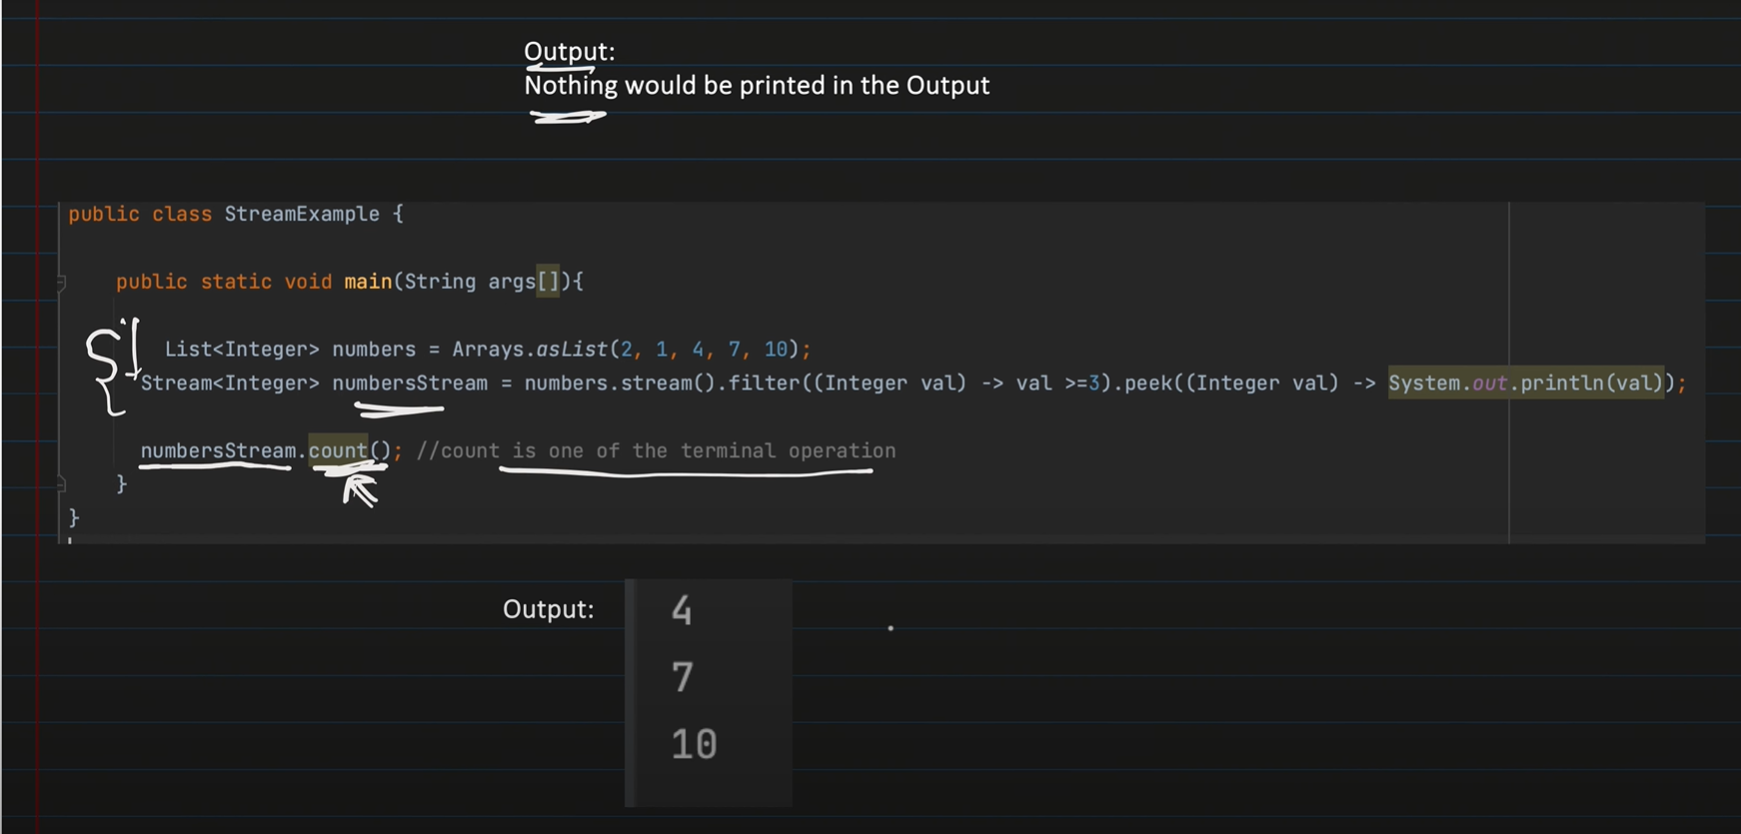 Output:
Nothing would be printed in the Output
public class StreamExample {
public static void main(String args[]){
List<Integer> numbers = Arrays.asList(2, 1, 4, 7, 10);
Stream<Integer> numbersStream = numbers.stream().filter((Integer val) -> val >=3).peek((Integer val) -> System.out.println(val));
numbersStream.count(); //count is one of the terminal operation
}
}
Output:
4
7
10